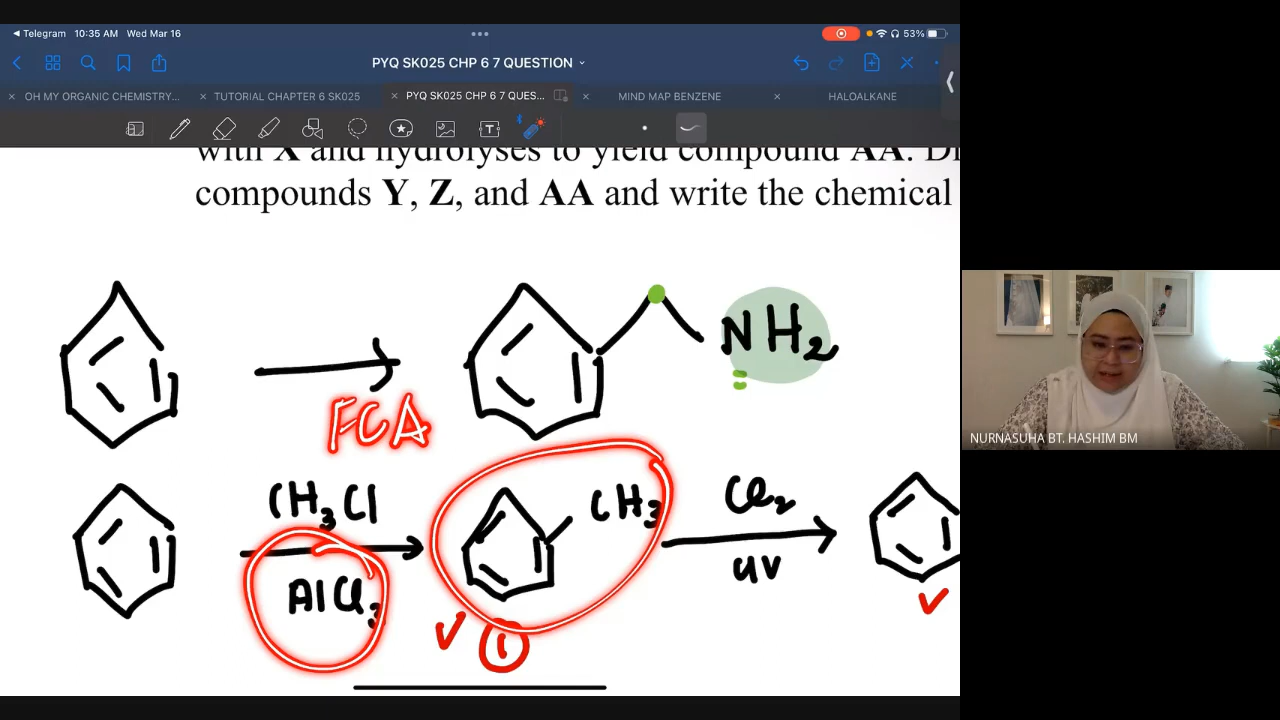 Telegram 10:35 AM Wed Mar 16 53%
PYQ SK025 CHP 6 7 QUESTION
OH MY ORGANIC CHEMISTRY... TUTORIAL CHAPTER 6 SK025 PYQ SK025 CHP 6 7 QUES... MIND MAP BENZENE HALOALKANE
with X and hydrolyses to yield compound AA. D
compounds Y, Z, and AA and write the chemical
NH2
FCA
CH3Cl
CH3
Cl2
AlCl3
uv
1
NURNASUHA BT. HASHIM BM